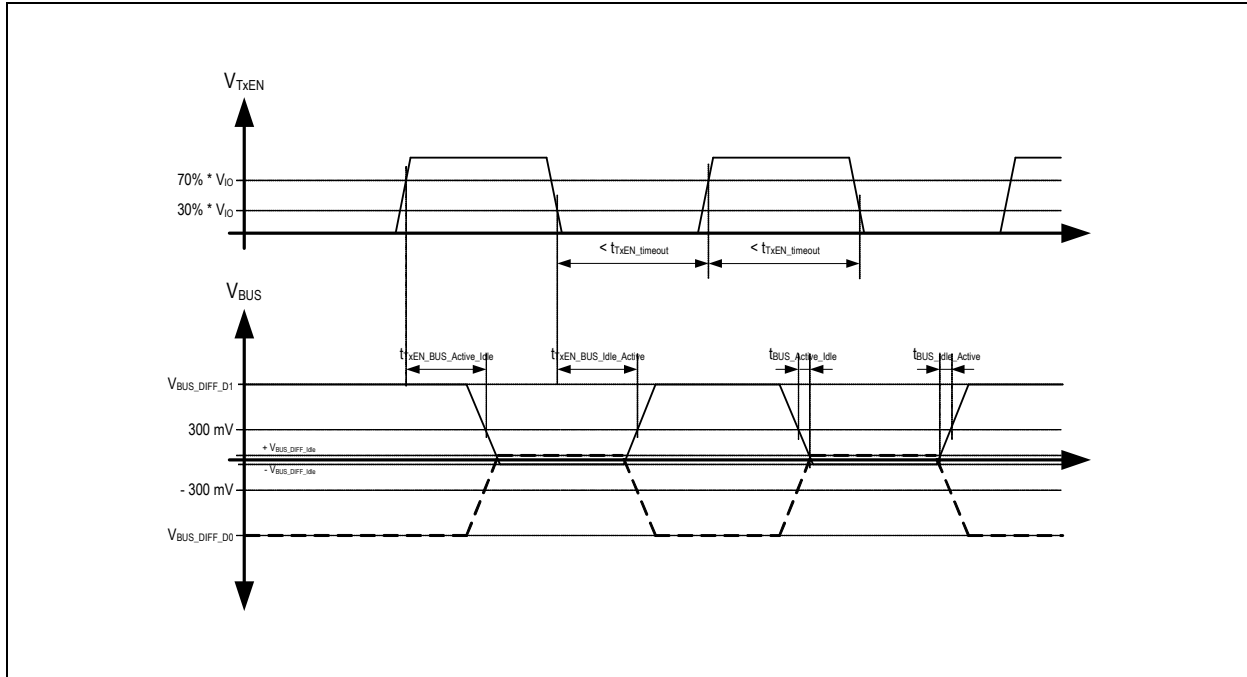 V_TxEN
70% * V_IO
30% * V_IO
< t_TxEN_timeout
< t_TxEN_timeout
V_BUS
t_TxEN_BUS_Active_Idle
t_TxEN_BUS_Idle_Active
t_BUS_Active_Idle
t_BUS_Idle_Active
V_BUS_DIFF_D1
300 mV
+ V_BUS_DIFF_Idle
- V_BUS_DIFF_Idle
- 300 mV
V_BUS_DIFF_D0